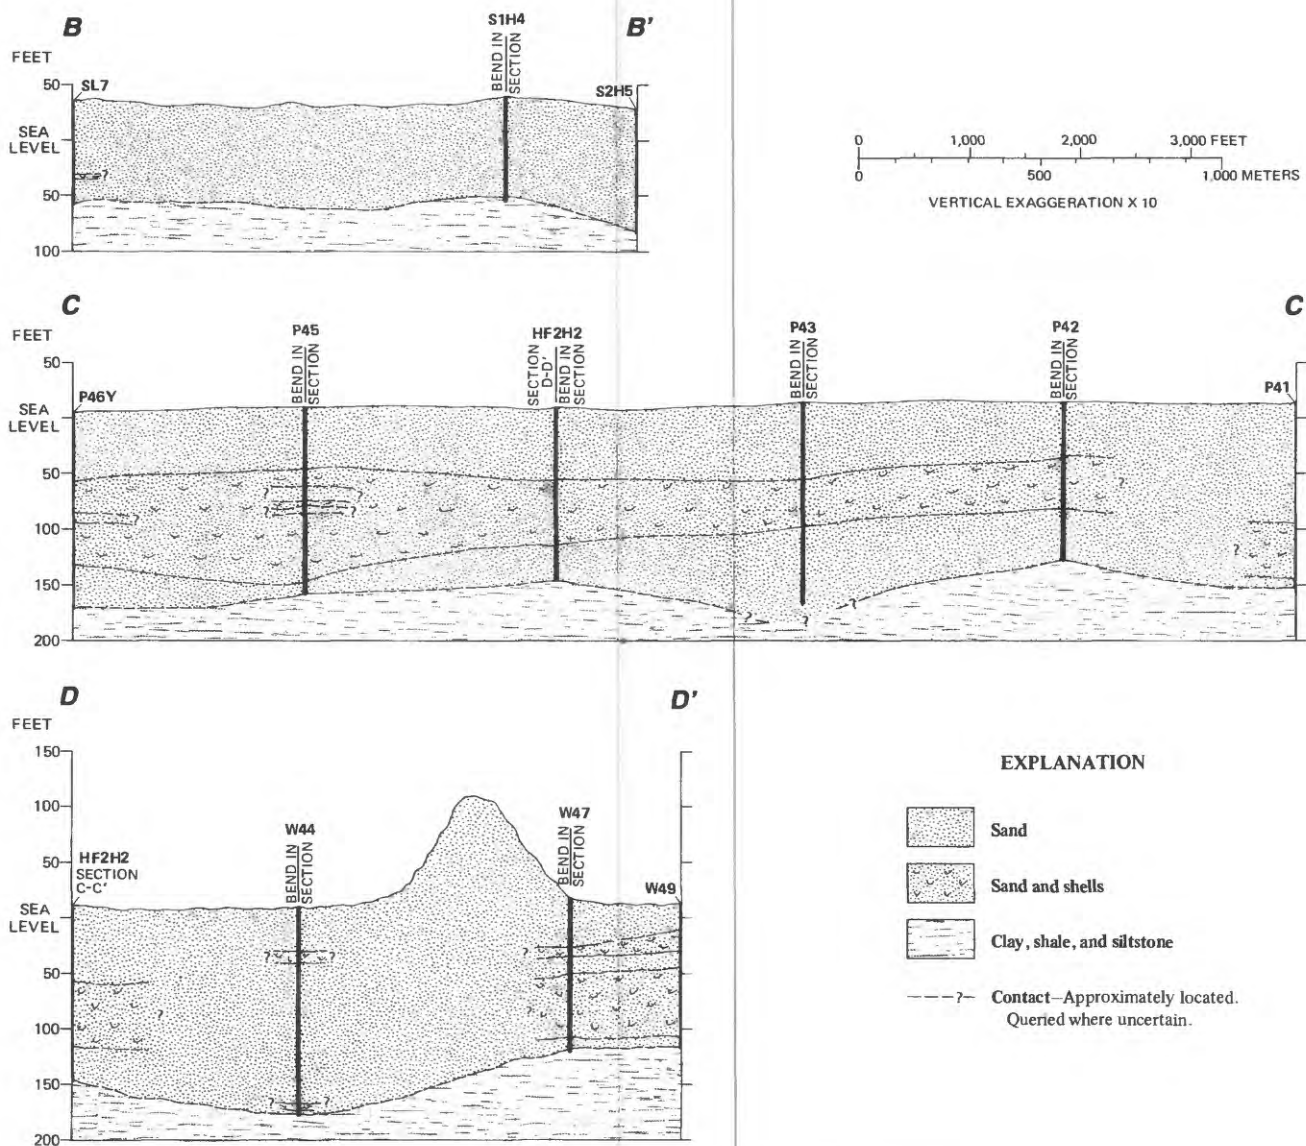 B
S1H4
B'
FEET
BEND IN
SECTION
50
SL7
S2H5
SEA
LEVEL
?
50
100
0 1,000 2,000 3,000 FEET
0 500 1,000 METERS
VERTICAL EXAGGERATION X 10
C
C
FEET
P45
HF2H2
P43
P42
50
BEND IN
SECTION
SECTION
D-D'
BEND IN
SECTION
BEND IN
SECTION
BEND IN
SECTION
P46Y
P41
SEA
LEVEL
50
? ?
? ?
?
?
100
?
150
? ?
?
200
D
D'
FEET
150
100
W44
W47
50
BEND IN
SECTION
BEND IN
SECTION
HF2H2
SECTION
C-C'
W49
SEA
LEVEL
? ?
?
50
?
100
?
?
150
? ?
200
EXPLANATION
Sand
Sand and shells
Clay, shale, and siltstone
?
Contact—Approximately located.
Queried where uncertain.